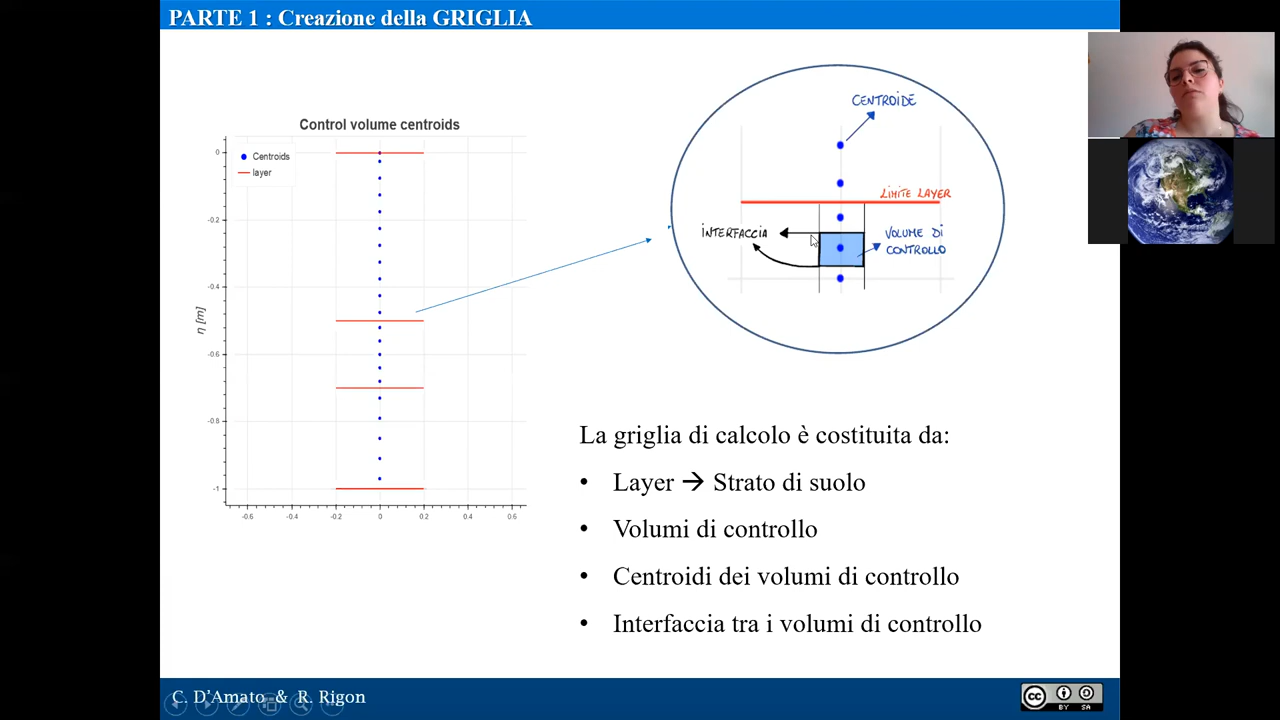 PARTE 1 : Creazione della GRIGLIA
Control volume centroids
Centroids
layer
0
-0.2
-0.4
-0.6
-0.8
-1
η [m]
-0.6
-0.4
-0.2
0
0.2
0.4
0.6
CENTROIDE
LIMITE LAYER
INTERFACCIA
VOLUME DI
CONTROLLO
La griglia di calcolo è costituita da:
• Layer → Strato di suolo
• Volumi di controllo
• Centroidi dei volumi di controllo
• Interfaccia tra i volumi di controllo
C. D'Amato & R. Rigon
cc
BY SA